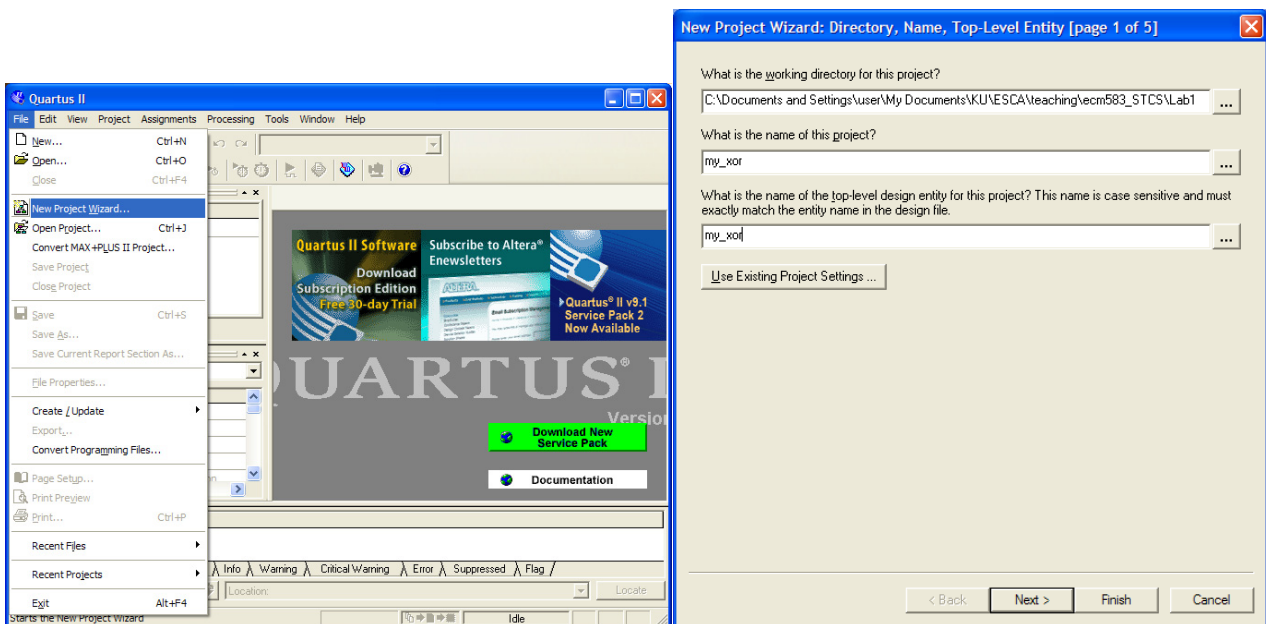 Quartus II
File Edit View Project Assignments Processing Tools Window Help
New... Ctrl+N
Open... Ctrl+O
Close Ctrl+F4
New Project Wizard...
Open Project... Ctrl+J
Convert MAX+PLUS II Project...
Save Project
Close Project
Save Ctrl+S
Save As...
Save Current Report Section As...
File Properties...
Create / Update
Export...
Convert Programming Files...
Page Setup...
Print Preview
Print... Ctrl+P
Recent Files
Recent Projects
Exit Alt+F4
Quartus II Software
Download
Subscription Edition
Free 30-day Trial
Subscribe to Altera®
Enewsletters
ALTERA
Quartus® II v9.1
Service Pack 2
Now Available
QUARTUS® I
Versio
Download New
Service Pack
Documentation
Info Warning Critical Warning Error Suppressed Flag
Location: Locate
Starts the New Project Wizard Idle
New Project Wizard: Directory, Name, Top-Level Entity [page 1 of 5]
What is the working directory for this project?
C:\Documents and Settings\user\My Documents\KU\ESCA\teaching\ecm583_STCS\Lab1 ...
What is the name of this project?
my_xor ...
What is the name of the top-level design entity for this project? This name is case sensitive and must
exactly match the entity name in the design file.
my_xor ...
Use Existing Project Settings ...
< Back Next > Finish Cancel